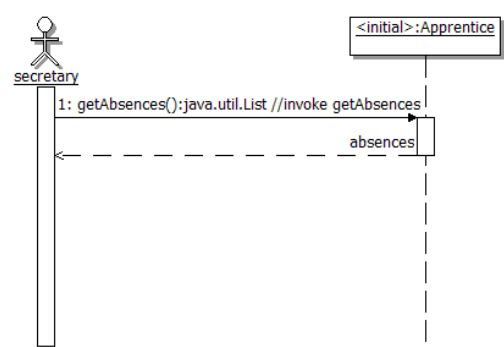 <initial>:Apprentice
secretary
1: getAbsences():java.util.List //invoke getAbsences
absences